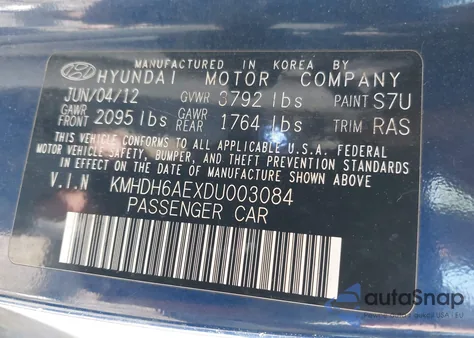 MANUFACTURED IN KOREA BY
HYUNDAI MOTOR COMPANY
JUN/04/12 GVWR 3792 lbs PAINT S7U
GAWR FRONT 2095 lbs GAWR REAR 1764 lbs TRIM RAS
THIS VEHICLE CONFORMS TO ALL APPLICABLE U.S.A. FEDERAL
MOTOR VEHICLE SAFETY, BUMPER, AND THEFT PREVENTION STANDARDS
IN EFFECT ON THE DATE OF MANUFACTURE SHOWN ABOVE.
V.I.N KMHDH6AEXDU003084
PASSENGER CAR
autoSnap